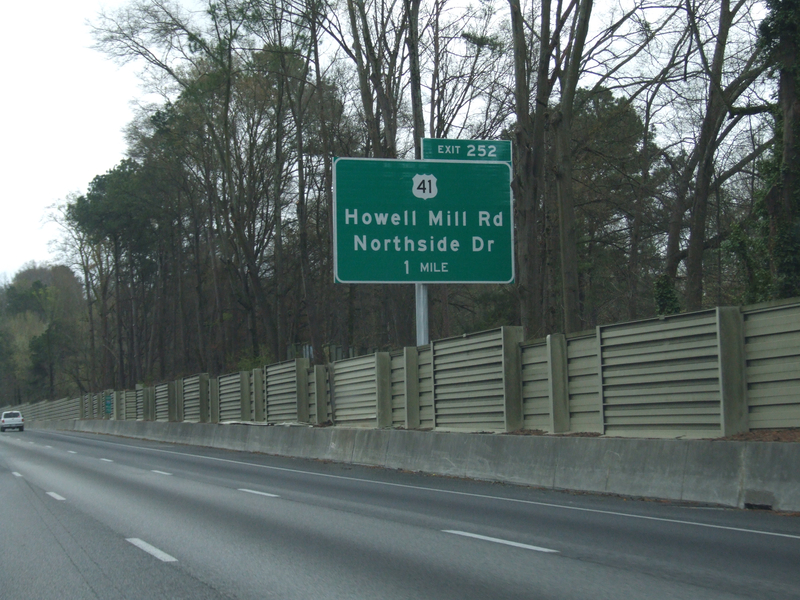 EXIT 252
41
Howell Mill Rd
Northside Dr
1 MILE